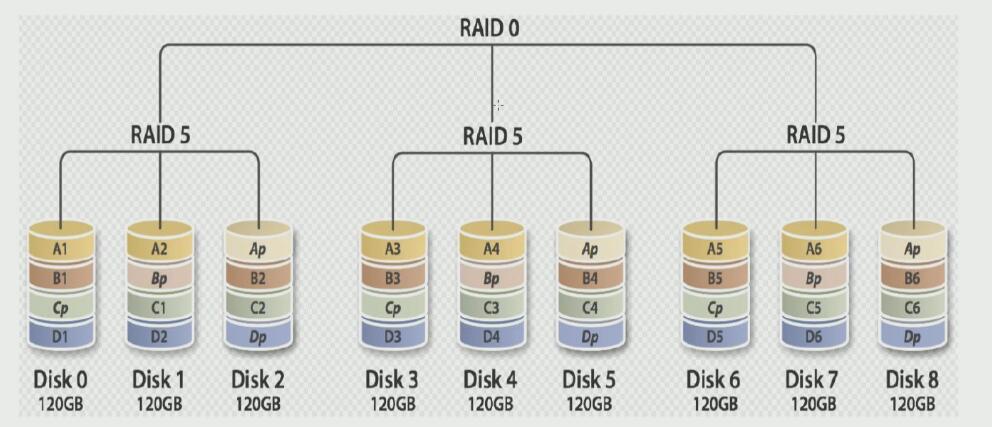 RAID 0
RAID 5 RAID 5 RAID 5
A1 A2 Ap A3 A4 Ap A5 A6 Ap
B1 Bp B2 B3 Bp B4 B5 Bp B6
Cp C1 C2 Cp C3 C4 Cp C5 C6
D1 D2 Dp D3 D4 Dp D5 D6 Dp
Disk 0 Disk 1 Disk 2 Disk 3 Disk 4 Disk 5 Disk 6 Disk 7 Disk 8
120GB 120GB 120GB 120GB 120GB 120GB 120GB 120GB 120GB